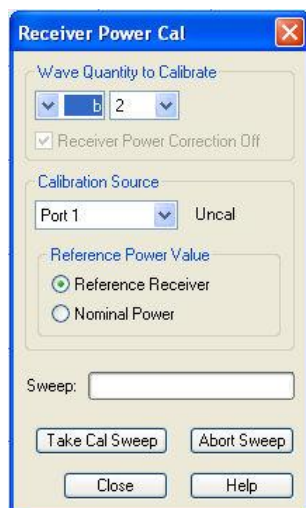 Receiver Power Cal
Wave Quantity to Calibrate
b 2
Receiver Power Correction Off
Calibration Source
Port 1 Uncal
Reference Power Value
Reference Receiver
Nominal Power
Sweep:
Take Cal Sweep Abort Sweep
Close Help